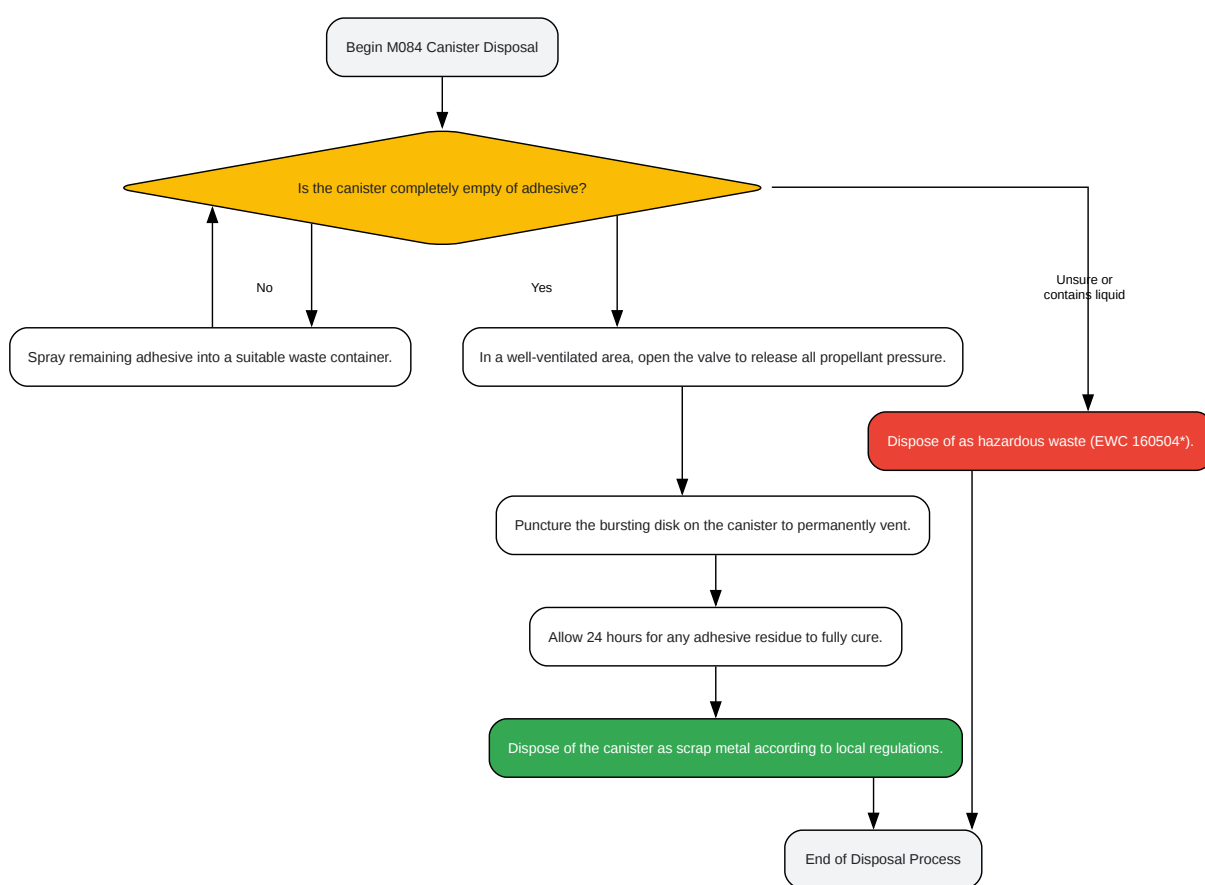 Begin M084 Canister Disposal
Is the canister completely empty of adhesive?
No
Yes
Unsure or
contains liquid
Spray remaining adhesive into a suitable waste container.
In a well-ventilated area, open the valve to release all propellant pressure.
Dispose of as hazardous waste (EWC 160504*).
Puncture the bursting disk on the canister to permanently vent.
Allow 24 hours for any adhesive residue to fully cure.
Dispose of the canister as scrap metal according to local regulations.
End of Disposal Process